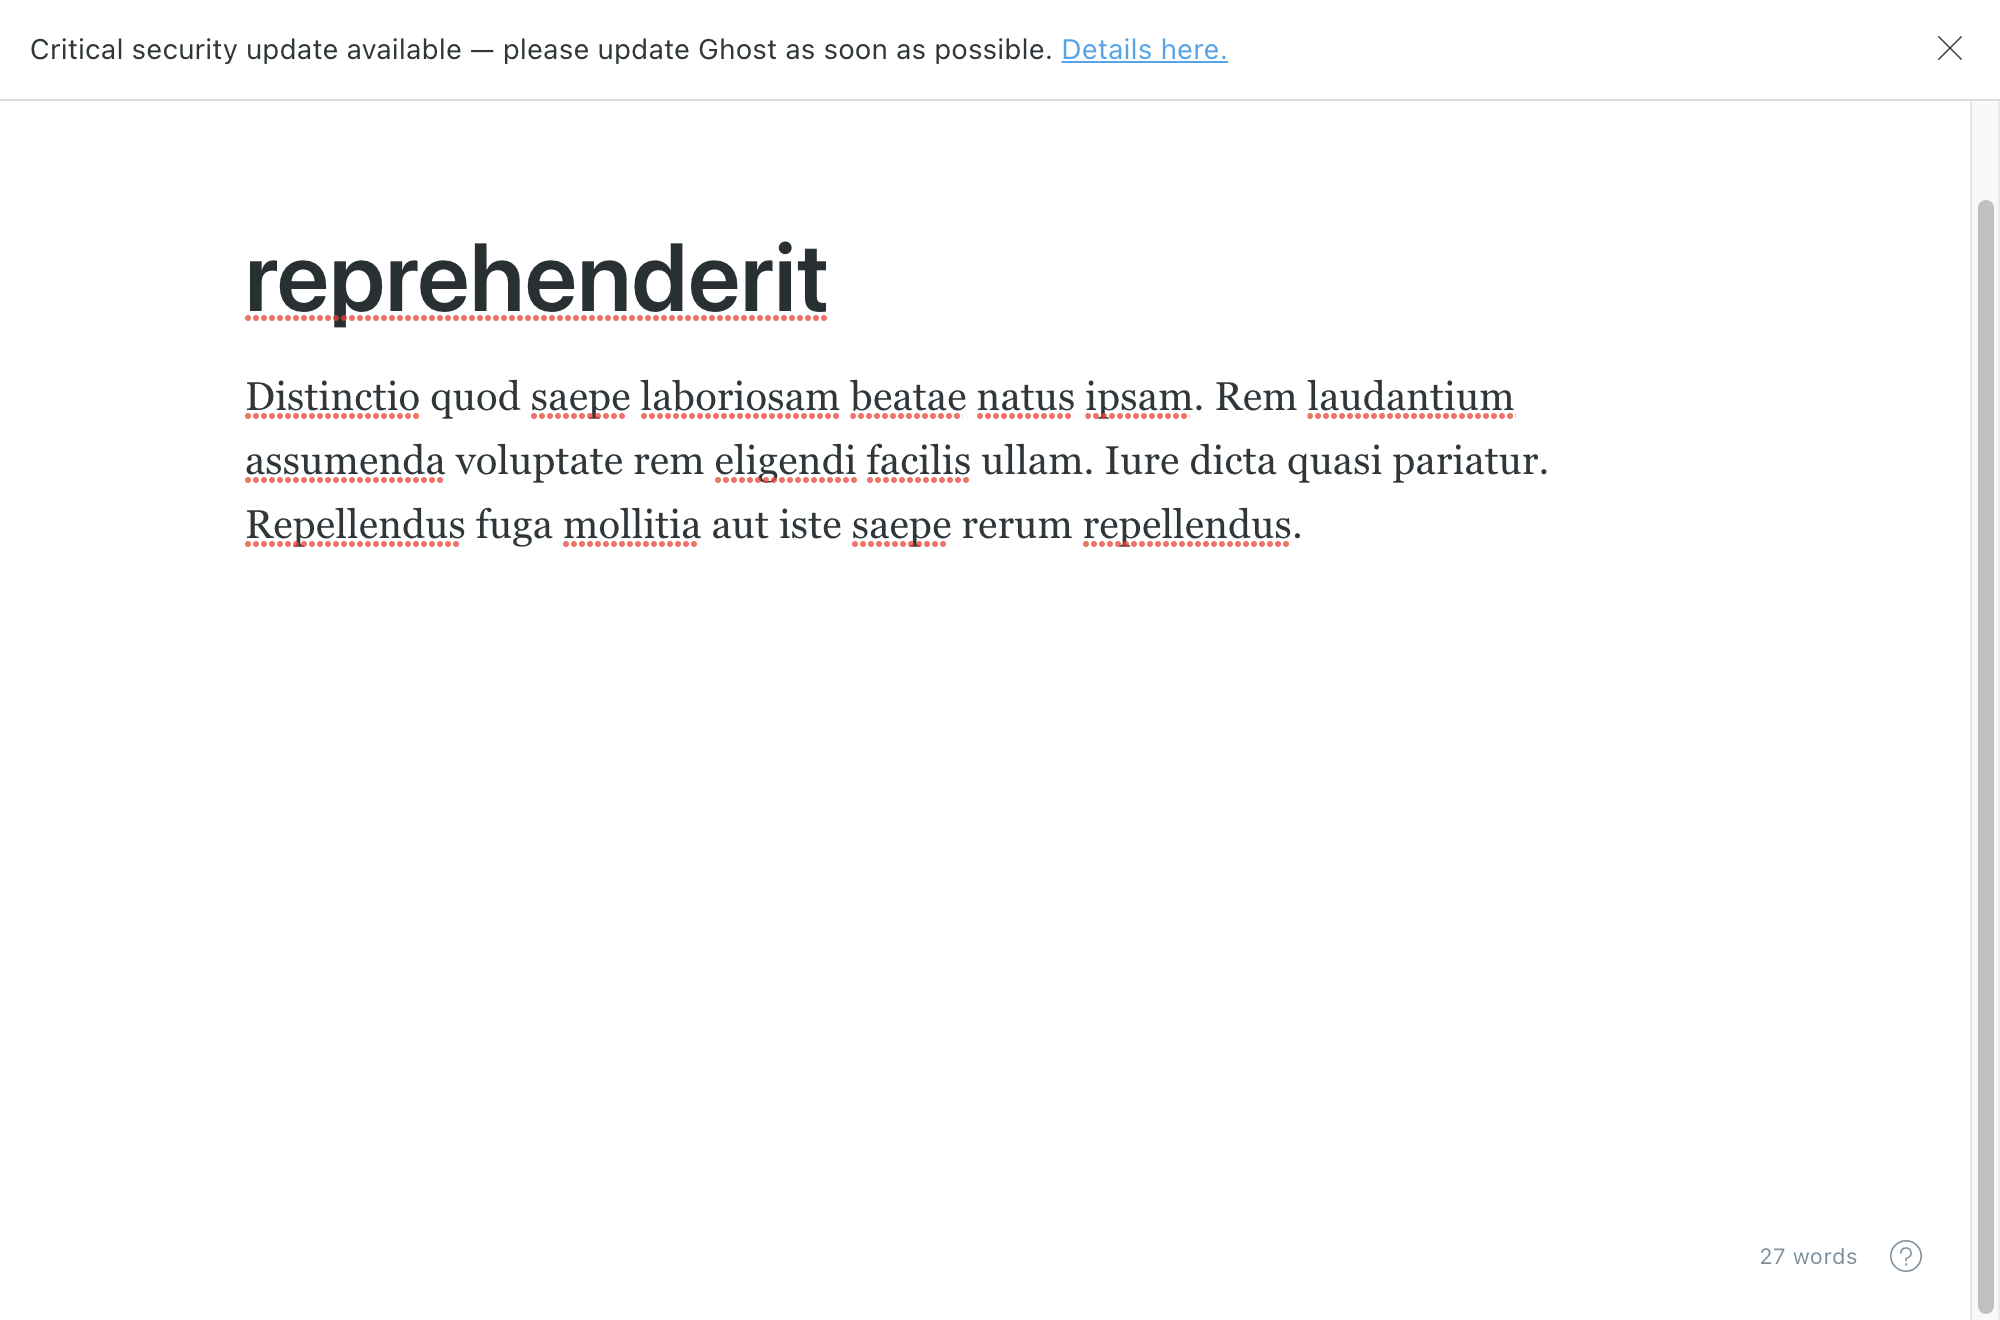 Critical security update available — please update Ghost as soon as possible. Details here.
reprehenderit
Distinctio quod saepe laboriosam beatae natus ipsam. Rem laudantium
assumenda voluptate rem eligendi facilis ullam. Iure dicta quasi pariatur.
Repellendus fuga mollitia aut iste saepe rerum repellendus.
27 words
?